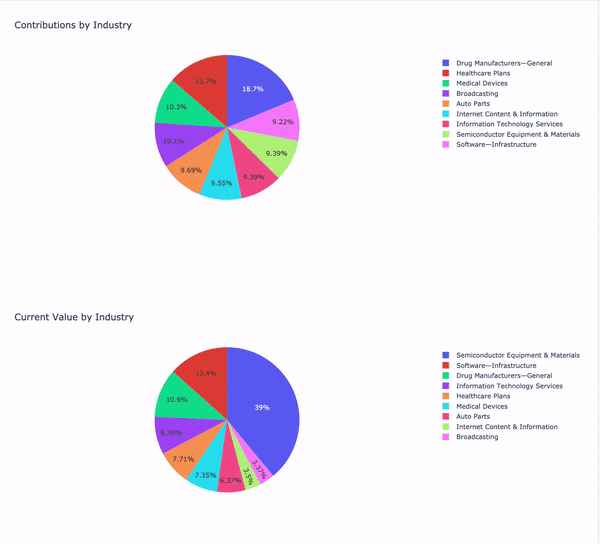 Contributions by Industry
18.7%
9.22%
9.39%
9.39%
9.55%
9.69%
10.1%
10.3%
13.7%
Drug Manufacturers—General
Healthcare Plans
Medical Devices
Broadcasting
Auto Parts
Internet Content & Information
Information Technology Services
Semiconductor Equipment & Materials
Software—Infrastructure
Current Value by Industry
39%
3.37%
3.5%
6.37%
7.35%
7.71%
8.39%
10.9%
13.4%
Semiconductor Equipment & Materials
Software—Infrastructure
Drug Manufacturers—General
Information Technology Services
Healthcare Plans
Medical Devices
Auto Parts
Internet Content & Information
Broadcasting